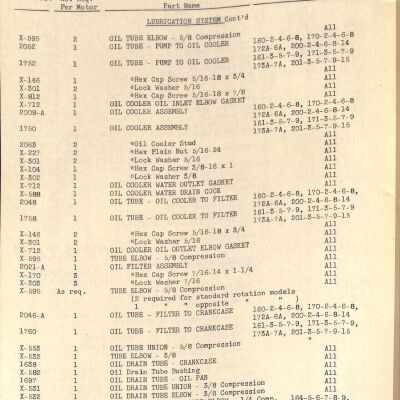 Per Motor Part Name
LUBRICATION SYSTEM Cont'd
All
X-595 2 OIL TUBE ELBOW - 5/8 Compression 160-2-4-6-8, 170-2-4-6-8
2052 1 OIL TUBE - PUMP TO OIL COOLER 172A-6A, 200-2-4-6-8-14
161-3-5-7-9, 171-3-5-7-9
1752 1 OIL TUBE - PUMP TO OIL COOLER 173A-7A, 201-3-5-7-9-15
All
X-146 1 *Hex Cap Screw 5/16-18 x 3/4 All
X-301 2 *Lock Washer 5/16 All
X-812 1 *Hex Cap Screw 5/16-18 x 7/8 All
X-712 1 OIL COOLER OIL INLET ELBOW GASKET 160-2-4-6-8, 170-2-4-6-8
2009-A 1 OIL COOLER ASSEMBLY 172A-6A, 200-2-4-6-8-14
161-3-5-7-9, 171-3-5-7-9
1750 1 OIL COOLER ASSEMBLY 173A-7A, 201-3-5-7-9-15
All
2063 2 *Oil Cooler Stud All
X-227 2 *Hex Plain Nut 5/16-24 All
X-301 2 *Lock Washer 5/16 All
X-104 1 *Hex Cap Screw 3/8-16 x 1 All
X-302 1 *Lock Washer 3/8 All
X-712 1 OIL COOLER WATER OUTLET GASKET All
X-588 1 OIL COOLER WATER DRAIN COCK 160-2-4-6-8, 170-2-4-6-8,
2048 1 OIL TUBE - OIL COOLER TO FILTER 172A-6A, 200-2-4-6-8-14
161-3-5-7-9, 171-3-5-7-9
1758 1 OIL TUBE - OIL COOLER TO FILTER 173A-7A, 201-3-5-7-9-15
All
X-146 2 *Hex Cap Screw 5/16-18 x 3/4 All
X-301 2 *Lock Washer 5/16 All
X-712 1 OIL COOLER OIL OUTLET ELBOW GASKET All
X-595 1 TUBE ELBOW - 5/8 Compression All
2021-A 1 OIL FILTER ASSEMBLY All
X-170 3 *Hex Cap Screw 7/16-14 x 1 1/4 All
X-303 3 *Lock Washer 7/16 All
X-595 As req. TUBE ELBOW - 5/8 Compression
(2 required for standard rotation models
(1 " " opposite " " )
2046-A 1 OIL TUBE - FILTER TO CRANKCASE 160-2-4-6-8, 170-2-4-6-8,
172A-6A, 200-2-4-6-8-14
1760 1 OIL TUBE - FILTER TO CRANKCASE 161-3-5-7-9, 171-3-5-7-9,
173A-7A, 201-3-5-7-9-15
"
X-553 1 OIL TUBE UNION - 5/8 Compression All
X-532 1 TUBE ELBOW - 3/8 All
1638 1 OIL DRAIN TUBE - CRANKCASE All
X-582 1 Oil Drain Tube Bushing All
1697 1 OIL DRAIN TUBE - OIL PAN All
X-531 1 OIL DRAIN TUBE UNION - 3/8 Compression All
X-532 1 OIL DRAIN TUBE ELBOW - 3/8 Compression All
164-5-6-7-8-9,